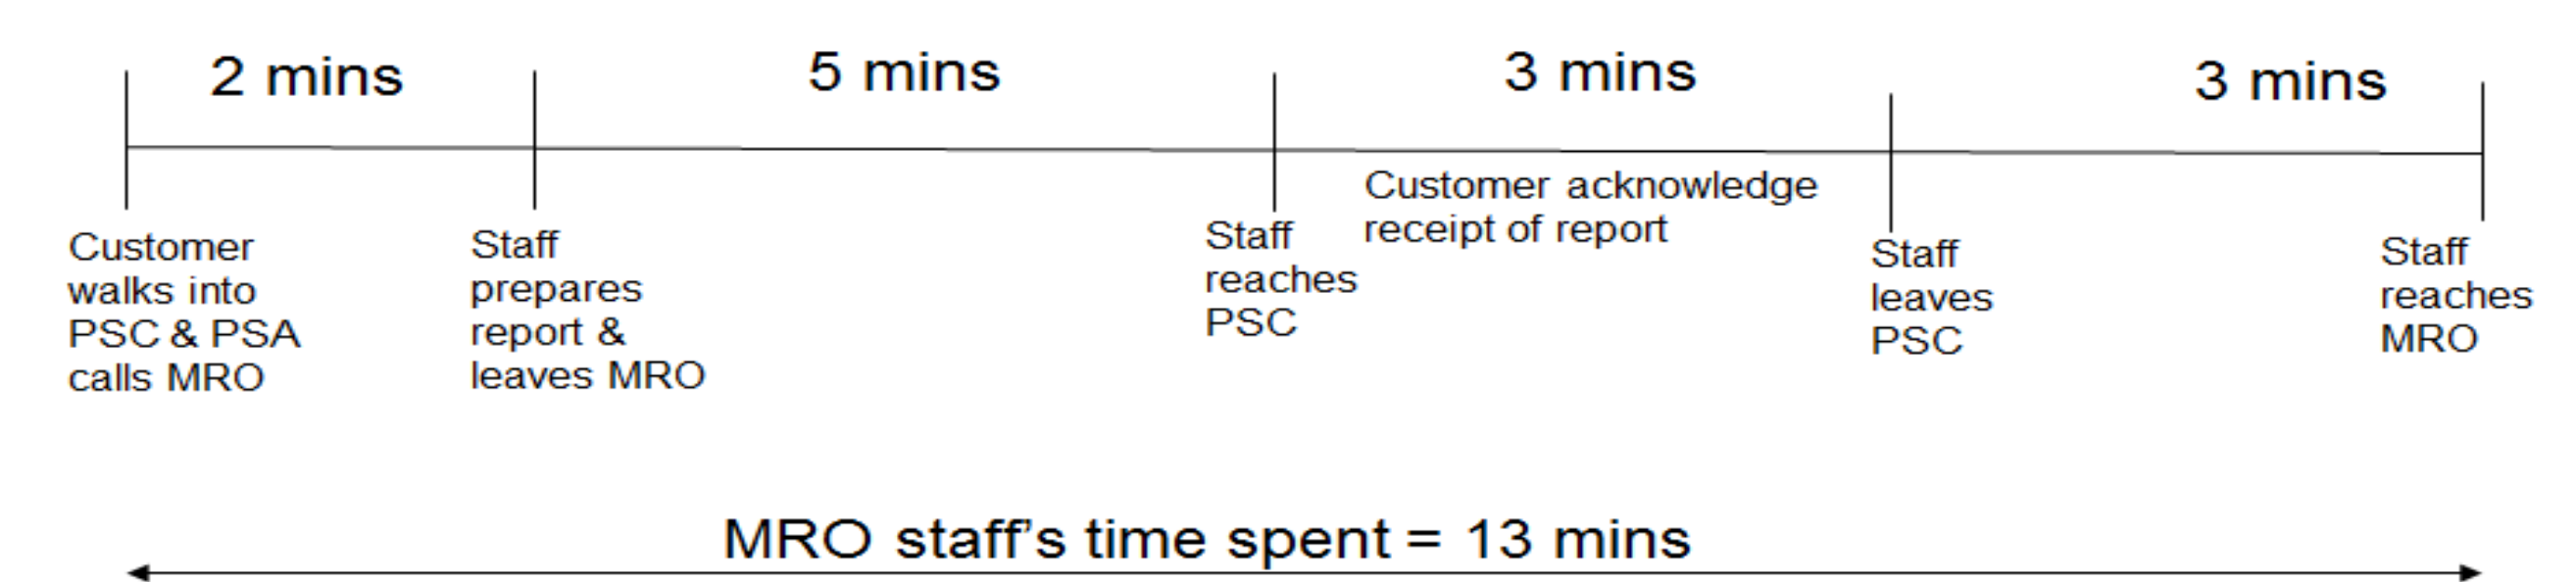 2 mins
5 mins
3 mins
3 mins
Customer
walks into
PSC & PSA
calls MRO
Staff
prepares
report &
leaves MRO
Staff
reaches
PSC
Customer acknowledge
receipt of report
Staff
leaves
PSC
Staff
reaches
MRO
MRO staff's time spent = 13 mins